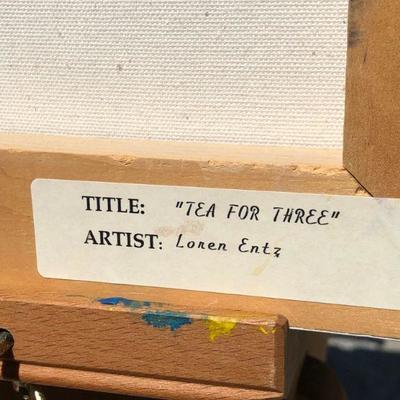 TITLE: "TEA FOR THREE"
ARTIST: Loren Entz